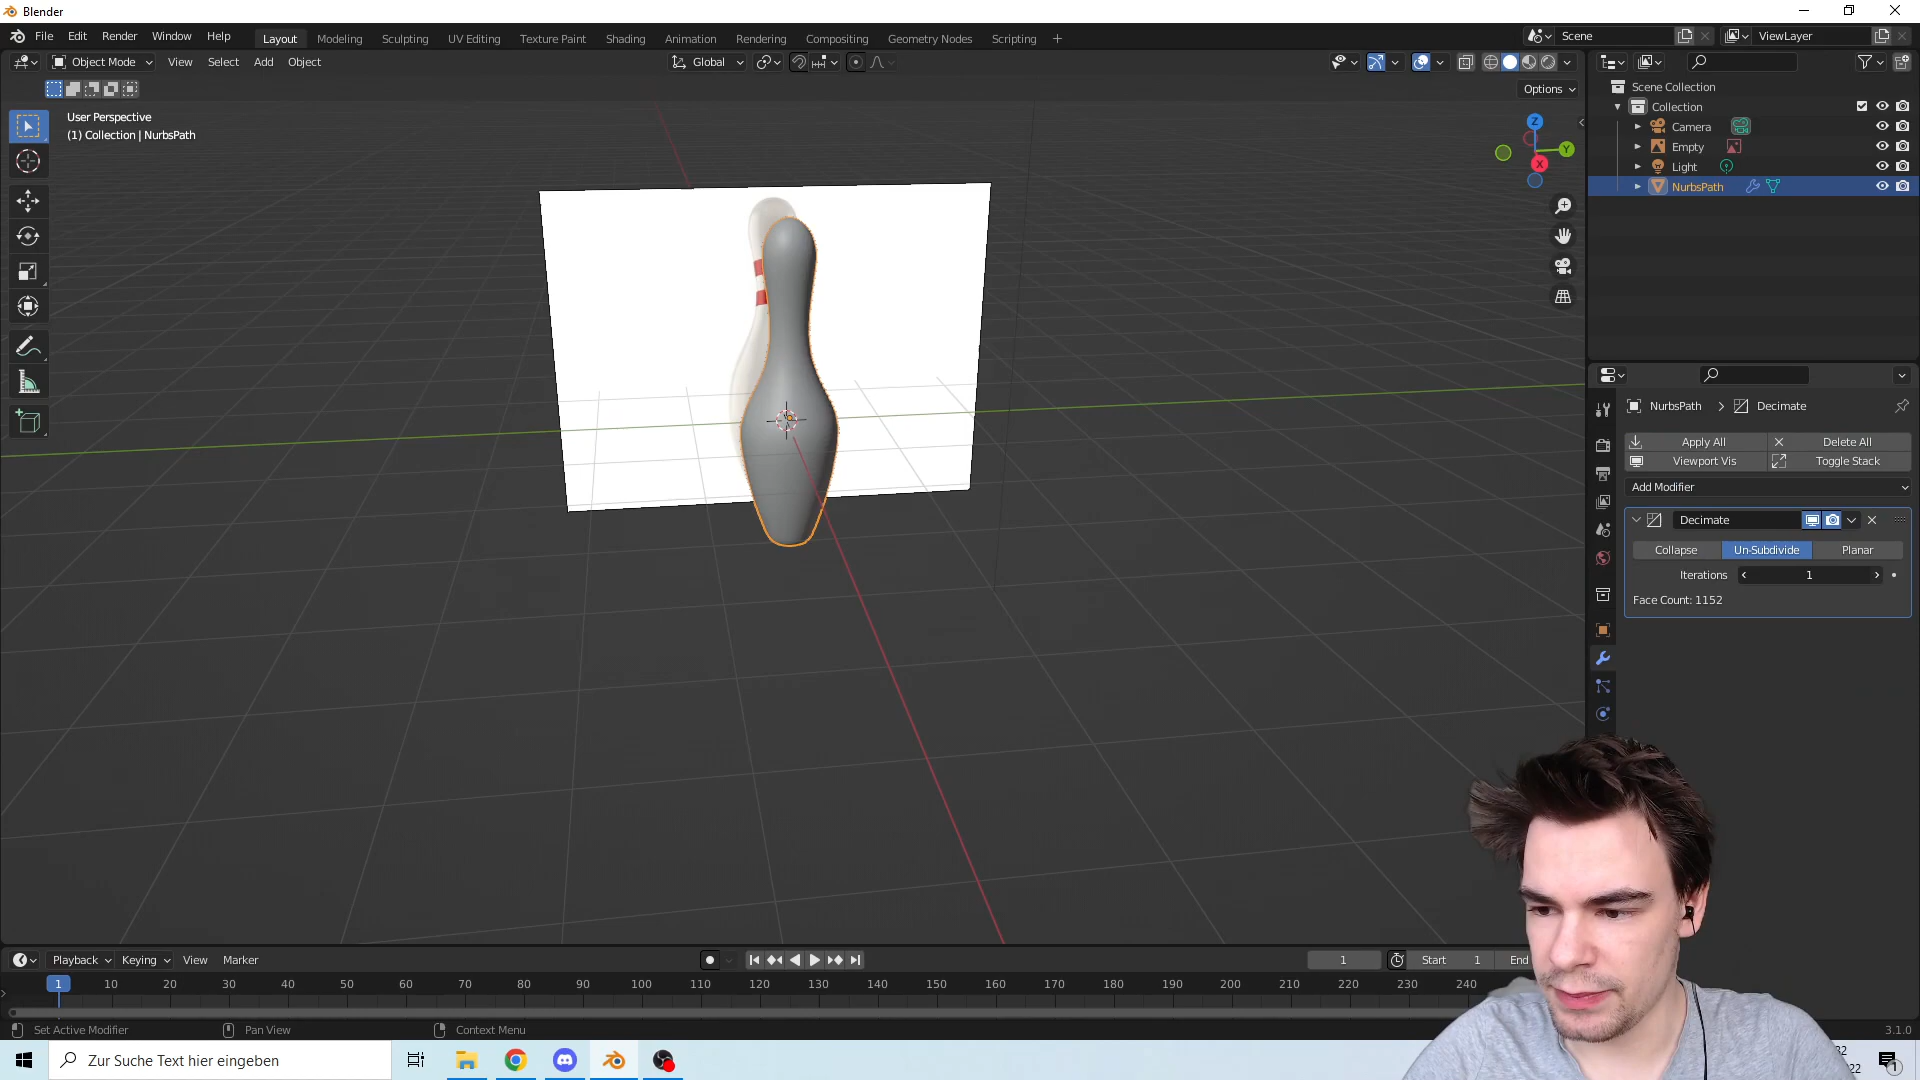 Blender
File Edit Render Window Help
Layout Modeling Sculpting UV Editing Texture Paint Shading Animation Rendering Compositing Geometry Nodes Scripting
Scene
ViewLayer
Object Mode View Select Add Object
Global
Options
User Perspective
(1) Collection | NurbsPath
Z
Y
X
Scene Collection
Collection
Camera
Empty
Light
NurbsPath
NurbsPath
Decimate
Apply All
Delete All
Viewport Vis
Toggle Stack
Add Modifier
Decimate
Collapse Un-Subdivide Planar
Iterations 1
Face Count: 1152
Playback Keying View Marker
1 Start 1 End
1 10 20 30 40 50 60 70 80 90 100 110 120 130 140 150 160 170 180 190 200 210 220 230 240
Set Active Modifier Pan View Context Menu
3.1.0
Zur Suche Text hier eingeben
32
22
1